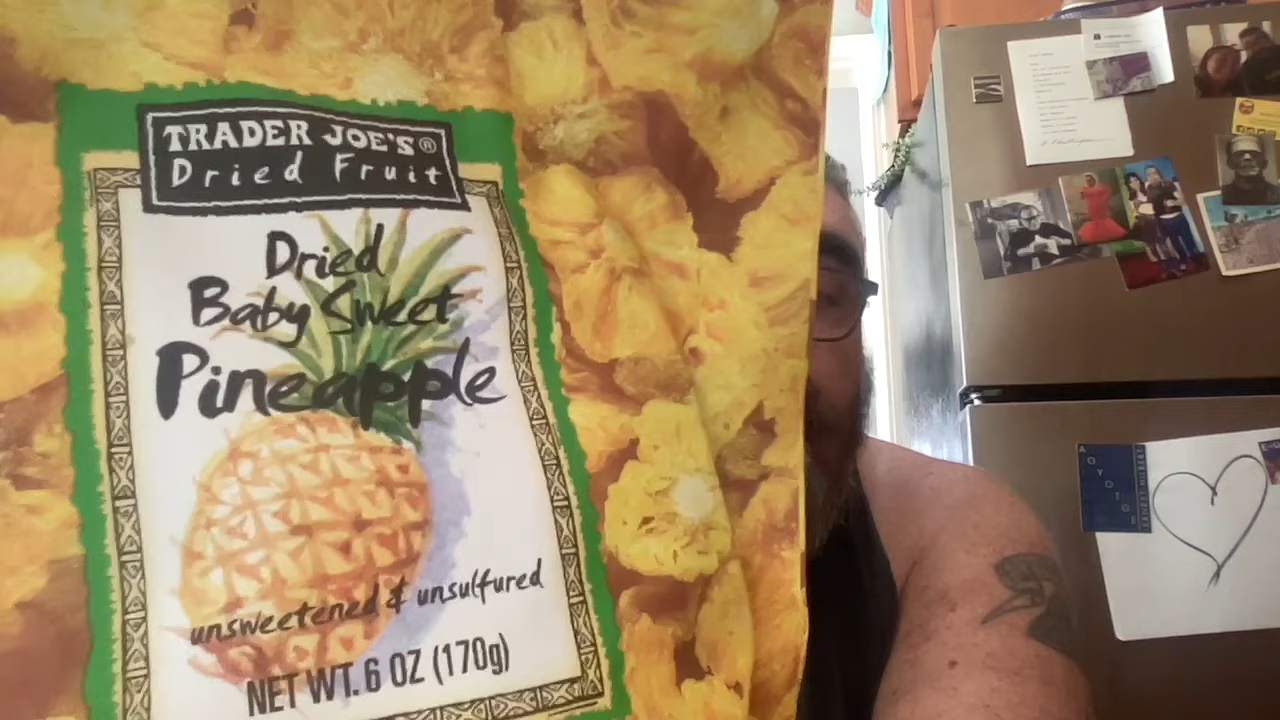 TRADER JOE'S®
Dried Fruit
Dried
Baby Sweet
Pineapple
unsweetened & unsulfured
NET WT. 6 OZ (170g)